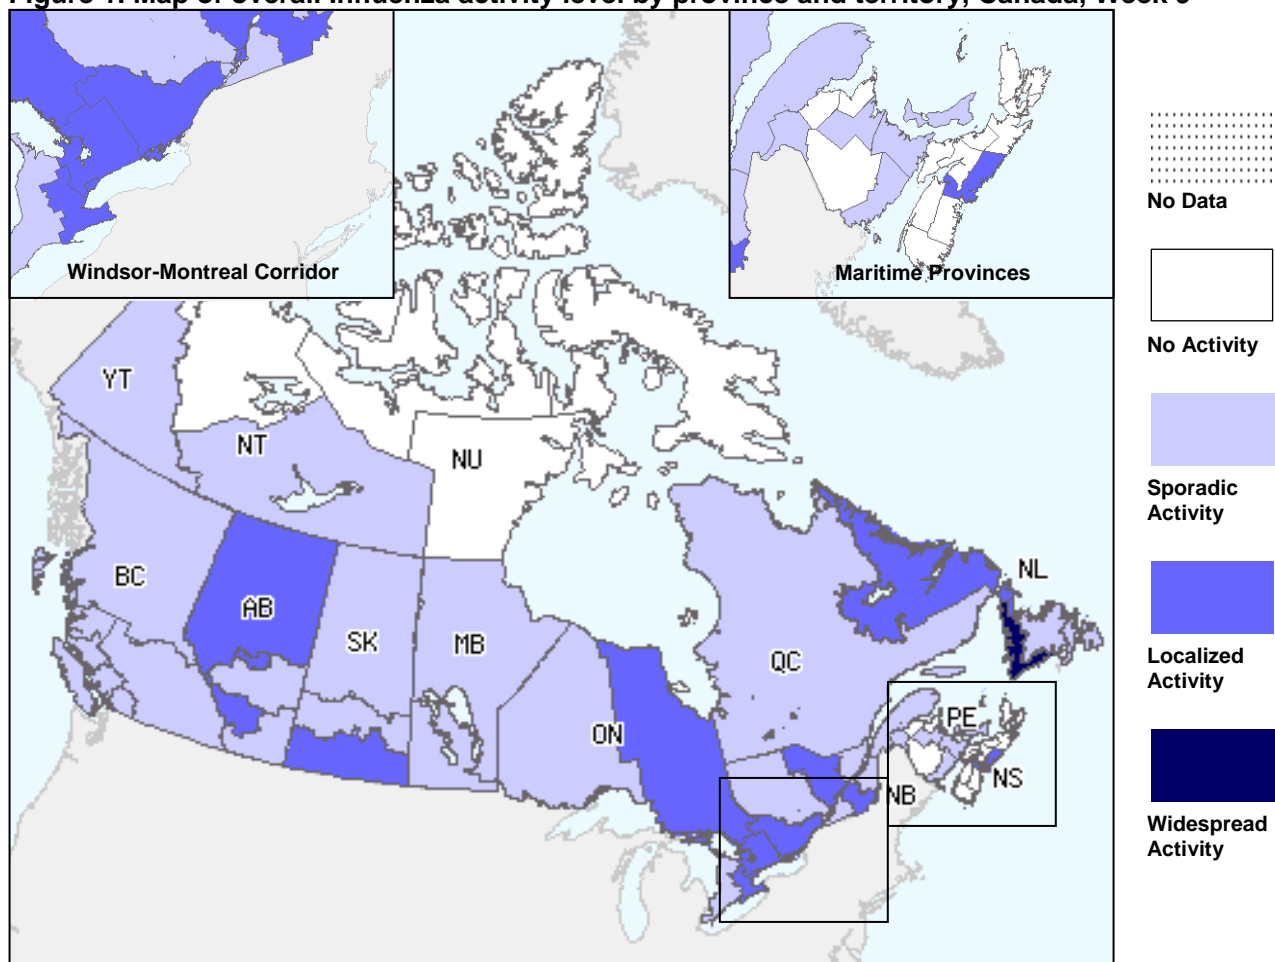 Windsor-Montreal Corridor
Maritime Provinces
No Data
No Activity
Sporadic
Activity
Localized
Activity
Widespread
Activity
YT
NT
NU
BC
AB
SK
MB
ON
QC
NL
PE
NS
NB